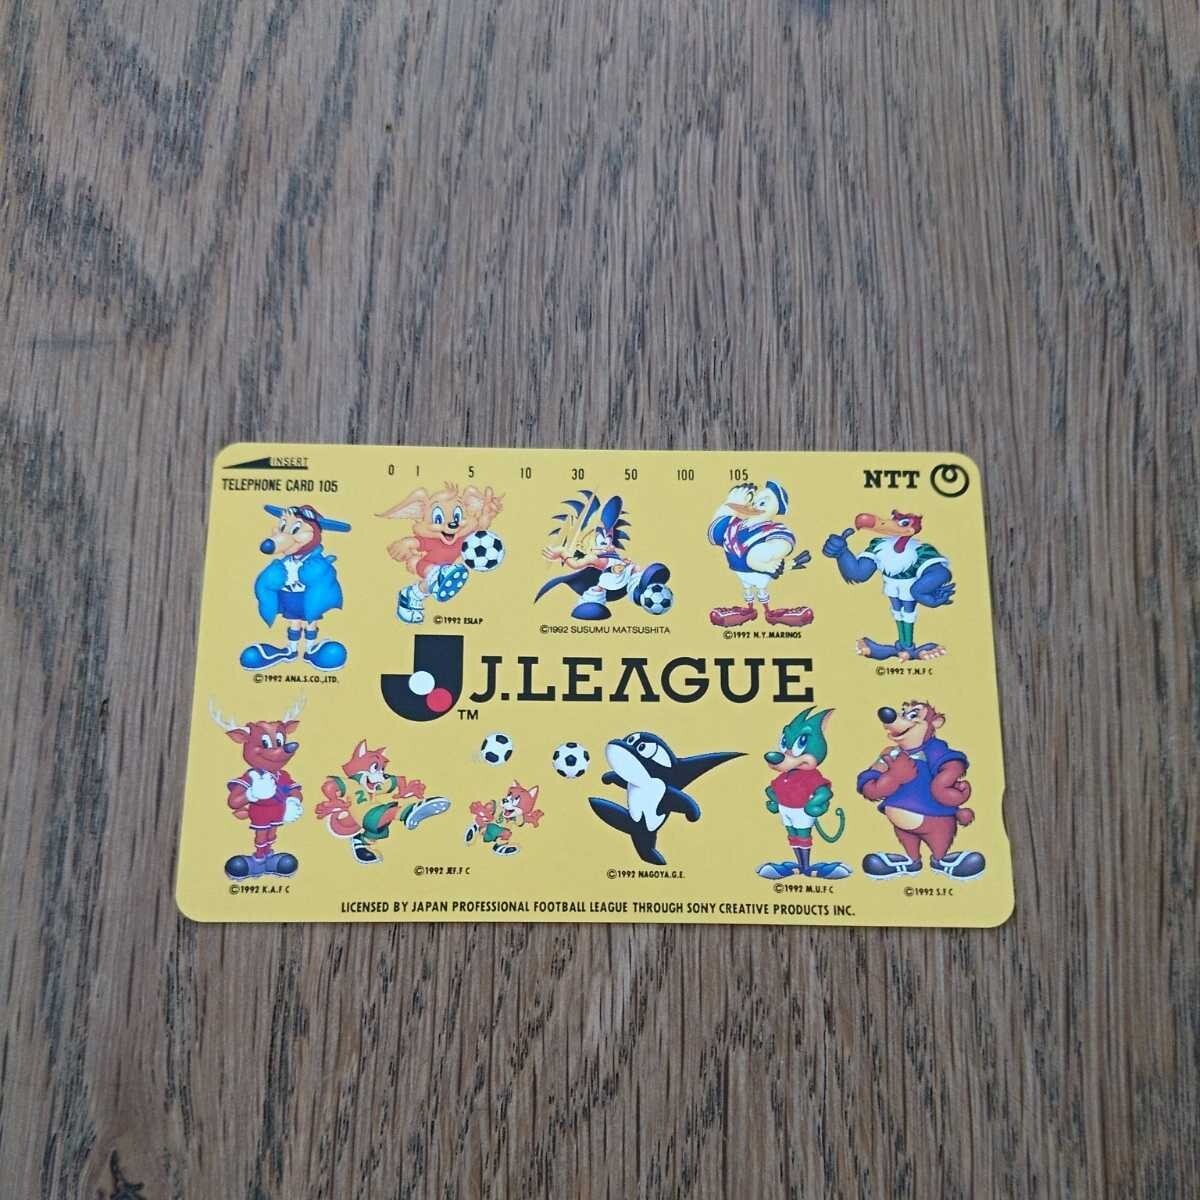 INSERT
TELEPHONE CARD 105
0 1 5 10 30 50 100 105
NTT
©1992 ANA.S.CO.,LTD.
©1992 ESLAP
©1992 SUSUMU MATSUSHITA
©1992 N.Y.MARINOS
©1992 Y.N.F C
J.LEAGUE
TM
©1992 K.A.F C
2
©1992 JEF.F C
©1992 NAGOYA.G.E.
©1992 M.U.F C
©1992 S.F C
LICENSED BY JAPAN PROFESSIONAL FOOTBALL LEAGUE THROUGH SONY CREATIVE PRODUCTS INC.